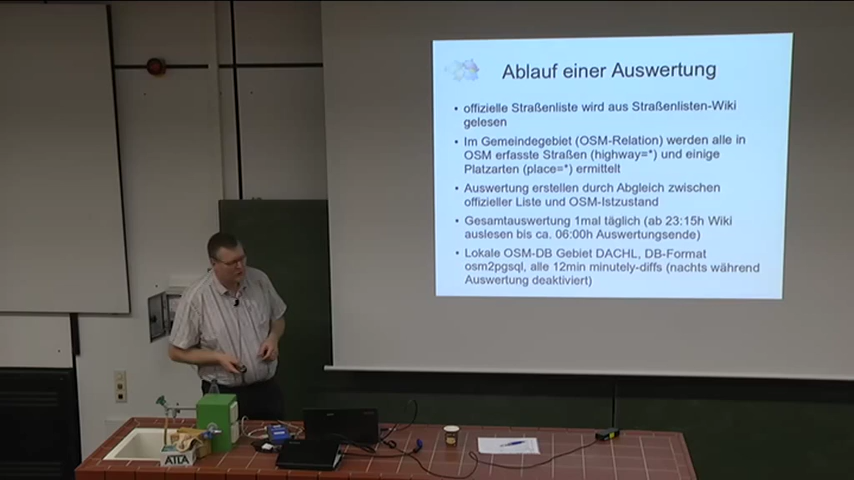 Ablauf einer Auswertung
• offizielle Straßenliste wird aus Straßenlisten-Wiki
gelesen
• Im Gemeindegebiet (OSM-Relation) werden alle in
OSM erfasste Straßen (highway=*) und einige
Platzarten (place=*) ermittelt
• Auswertung erstellen durch Abgleich zwischen
offizieller Liste und OSM-Istzustand
• Gesamtauswertung 1mal täglich (ab 23:15h Wiki
auslesen bis ca. 06:00h Auswertungsende)
• Lokale OSM-DB Gebiet DACHL, DB-Format
osm2pgsql, alle 12min minutely-diffs (nachts während
Auswertung deaktiviert)
ATLA